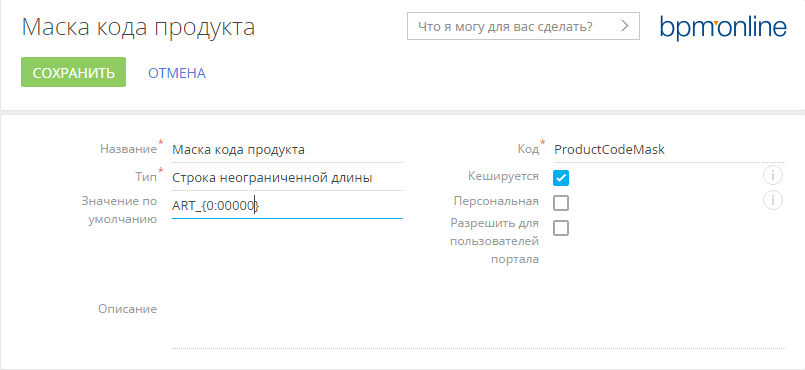 Маска кода продукта
Что я могу для вас сделать?
bpm'online
СОХРАНИТЬ
ОТМЕНА
Название*
Маска кода продукта
Код*
ProductCodeMask
Тип*
Строка неограниченной длины
Кешируется
Значение по
умолчанию
ART_{0:00000}
Персональная
Разрешить для
пользователей
портала
Описание